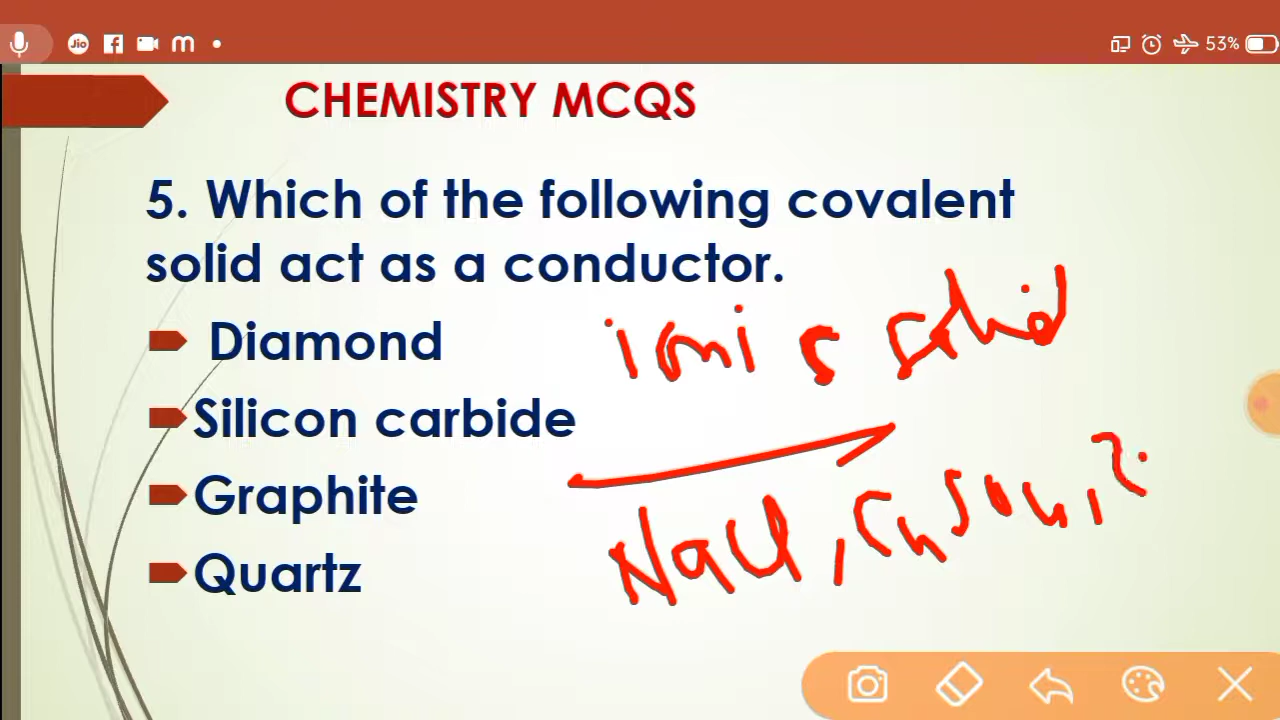 Jio
53%
CHEMISTRY MCQS
5. Which of the following covalent
solid act as a conductor.
Diamond
Silicon carbide
Graphite
Quartz
ionic solid
NaCl, CuSO4,